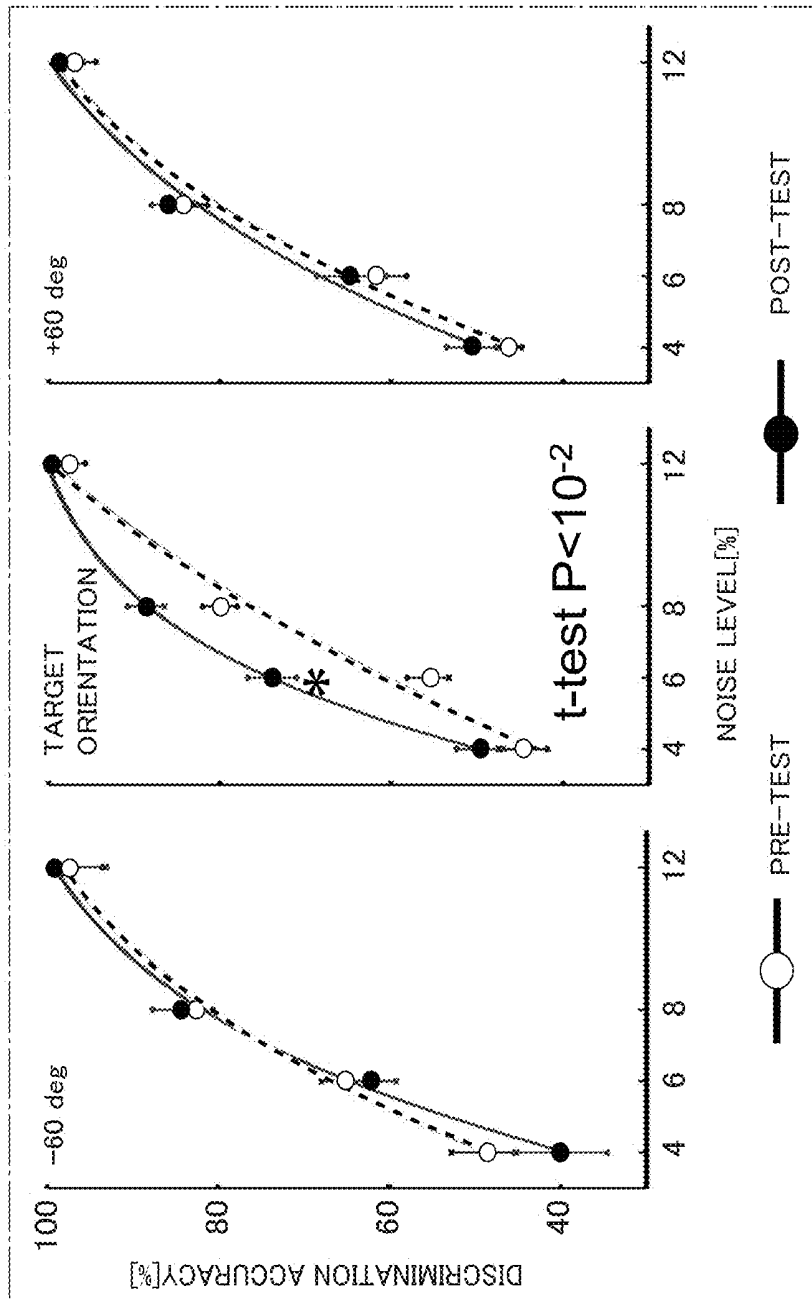 DISCRIMINATION ACCURACY[%]
100
80
60
40
-60 deg
4
6
8
12
TARGET
ORIENTATION
*
t-test P<10⁻²
4
6
8
12
+60 deg
4
6
8
12
NOISE LEVEL[%]
PRE-TEST
POST-TEST